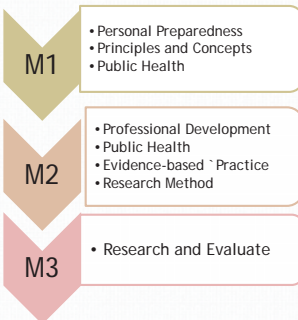 M1
•Personal Preparedness
•Principles and Concepts
•Public Health
M2
•Professional Development
•Public Health
•Evidence-based `Practice
•Research Method
M3
• Research and Evaluate